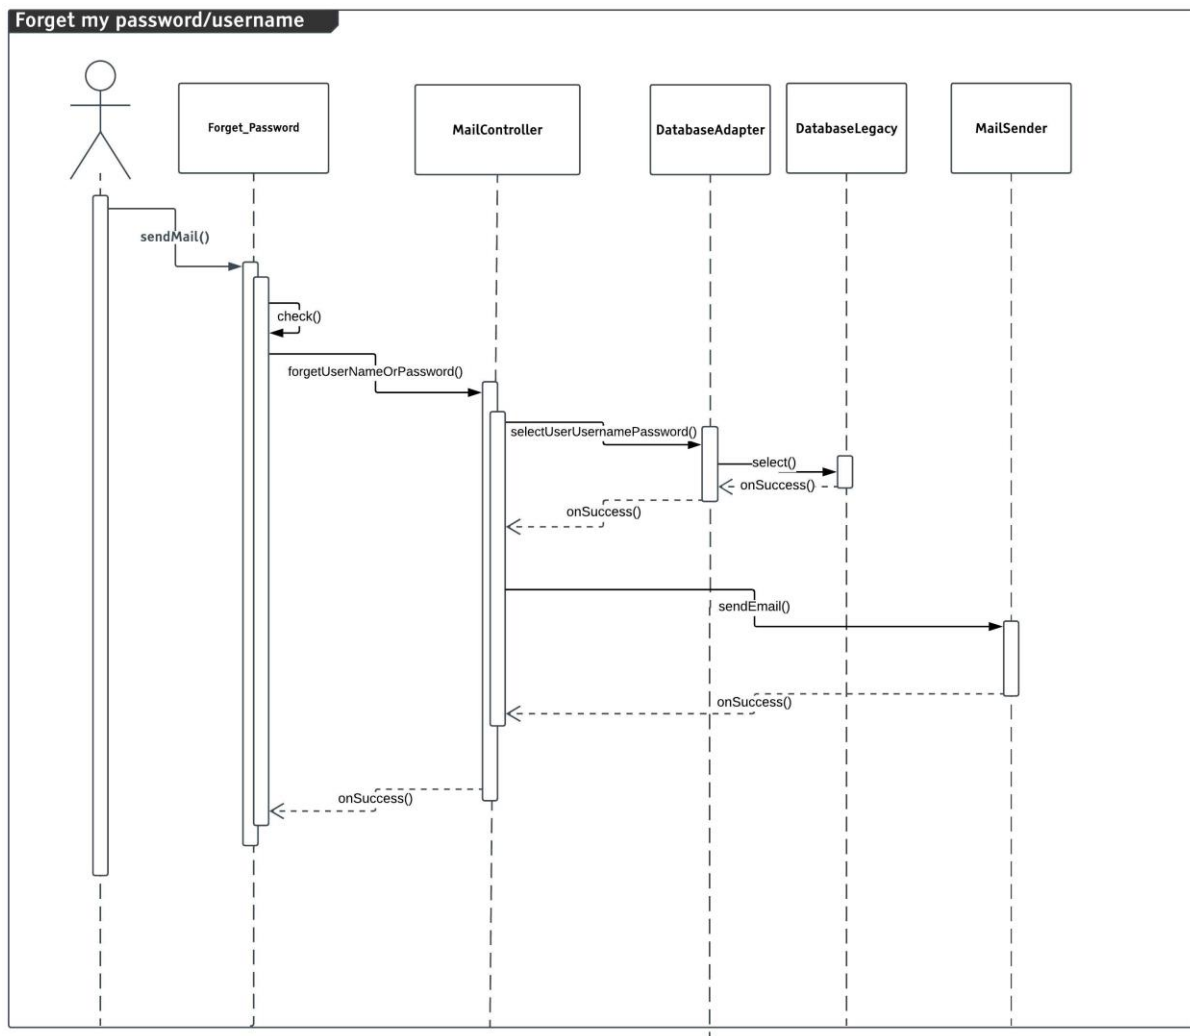 Forget my password/username
Forget_Password
MailController
DatabaseAdapter
DatabaseLegacy
MailSender
sendMail()
check()
forgetUserNameOrPassword()
selectUserUsernamePassword()
select()
onSuccess()
onSuccess()
sendEmail()
onSuccess()
onSuccess()